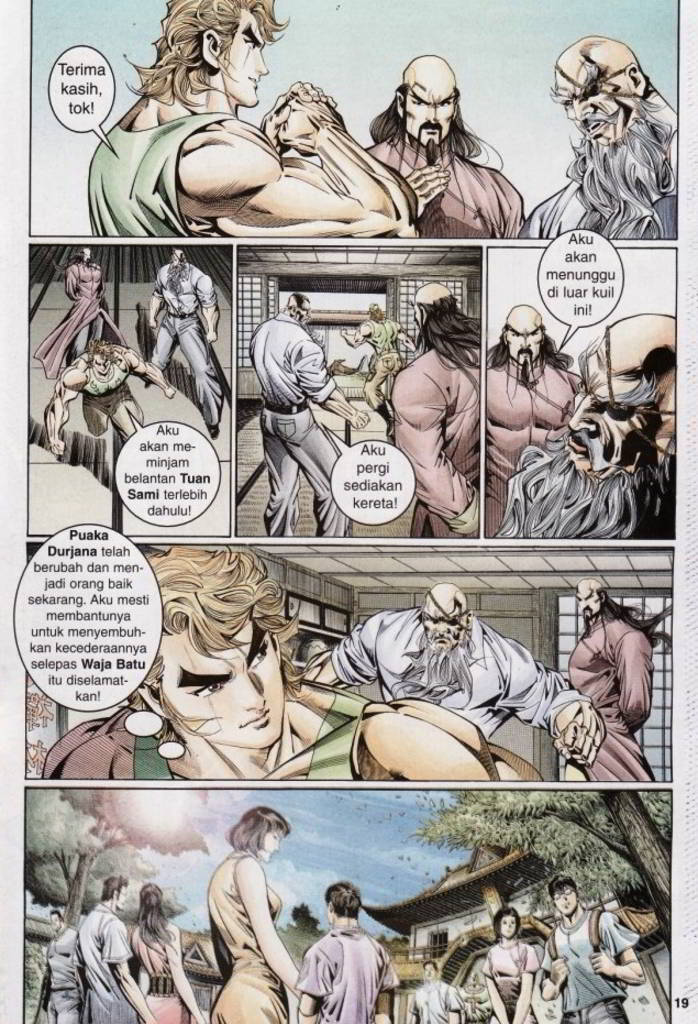 Terima
kasih,
tok!
Aku
akan me-
minjam
belantan Tuan
Sami terlebih
dahulu!
Aku
pergi
sediakan
kereta!
Aku
akan
menunggu
di luar kuil
ini!
Puaka
Durjana telah
berubah dan men-
jadi orang baik
sekarang. Aku mesti
membantunya
untuk menyembuh-
kan kecederaannya
selepas Waja Batu
itu diselamat-
kan!
19